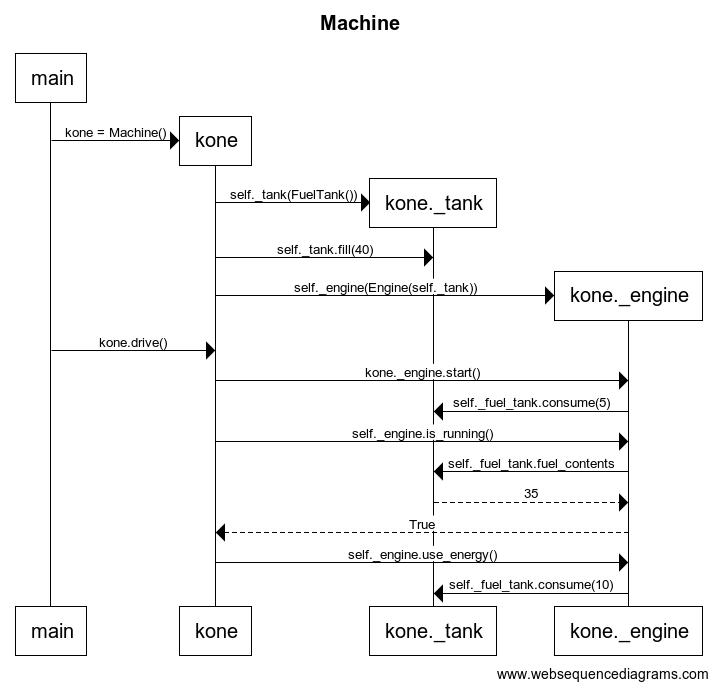 Machine
main
kone = Machine()
kone
self._tank(FuelTank())
kone._tank
self._tank.fill(40)
self._engine(Engine(self._tank))
kone._engine
kone.drive()
kone._engine.start()
self._fuel_tank.consume(5)
self._engine.is_running()
self._fuel_tank.fuel_contents
35
True
self._engine.use_energy()
self._fuel_tank.consume(10)
main
kone
kone._tank
kone._engine
www.websequencediagrams.com